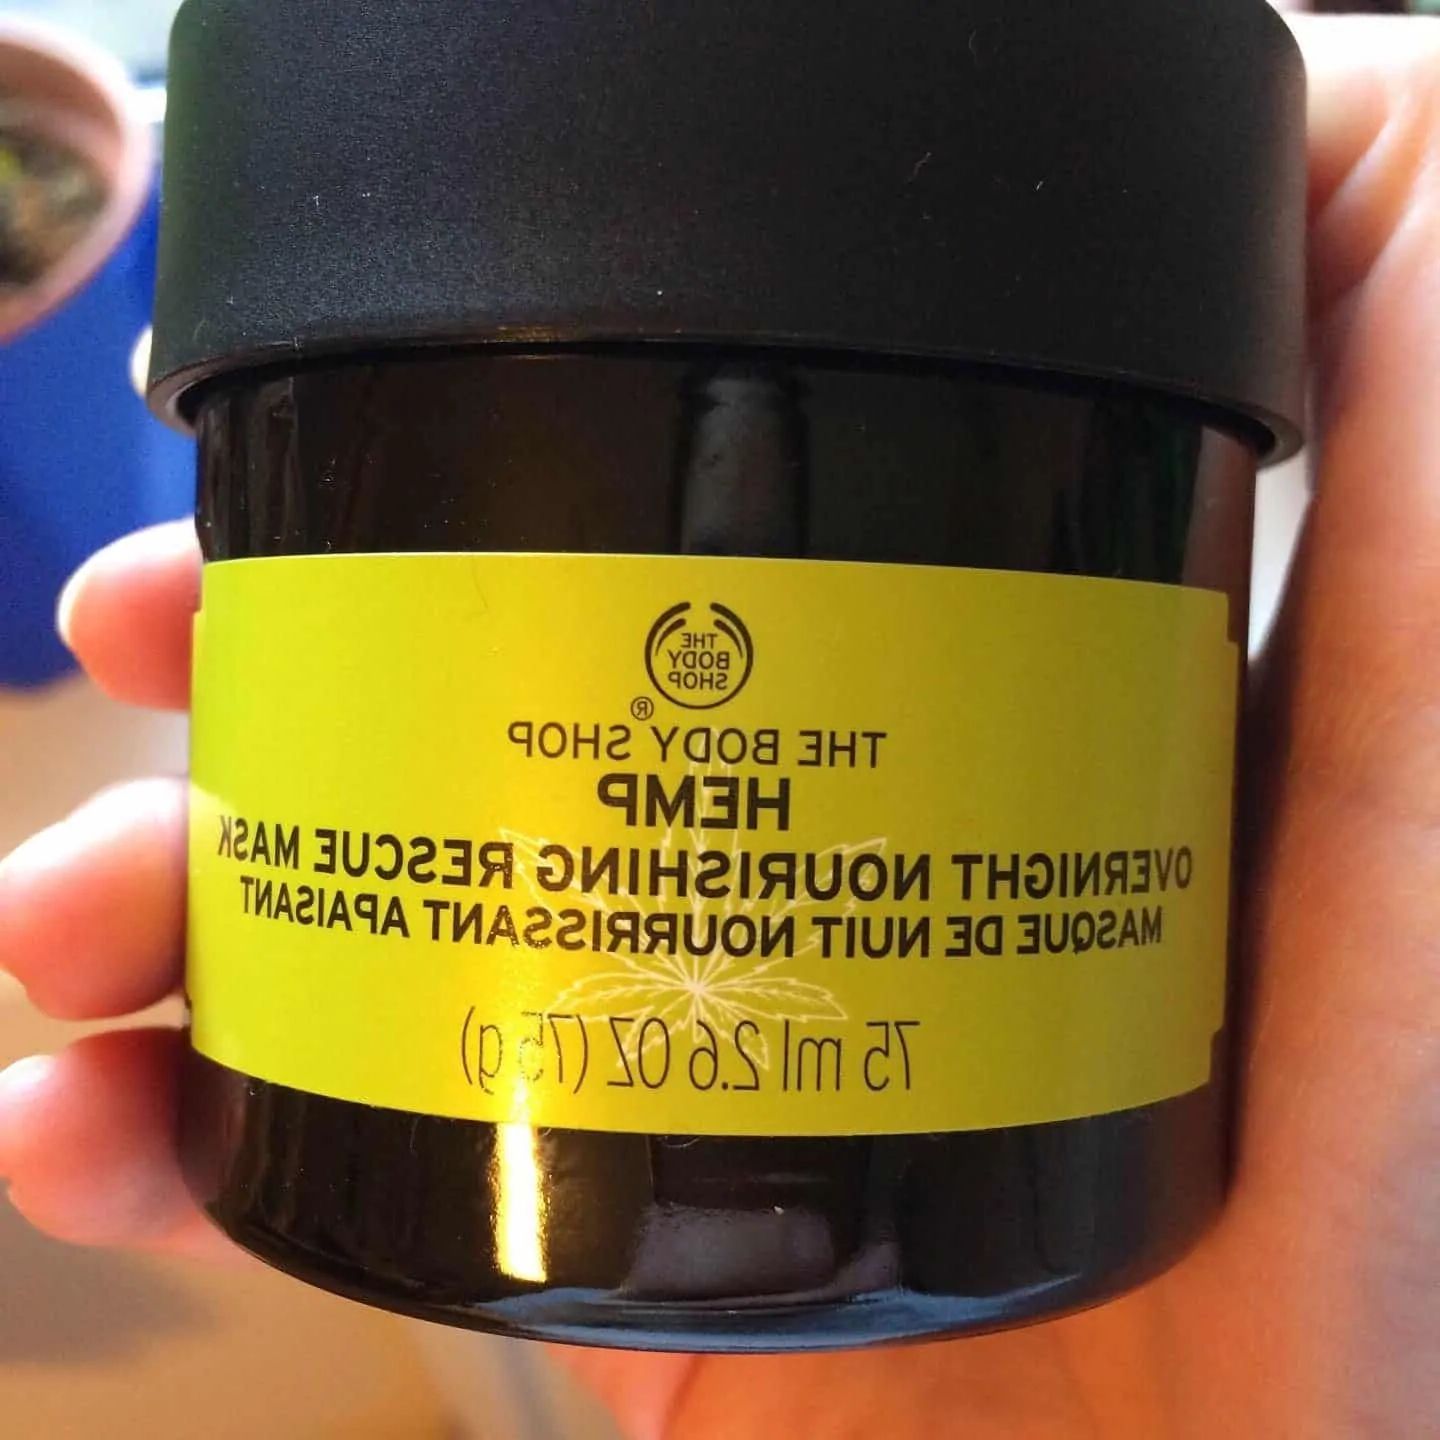 THE
BODY
SHOP
®
THE BODY SHOP
HEMP
OVERNIGHT NOURISHING RESCUE MASK
MASQUE DE NUIT NOURRISSANT APAISANT
75 ml 2.6 OZ (75 g)